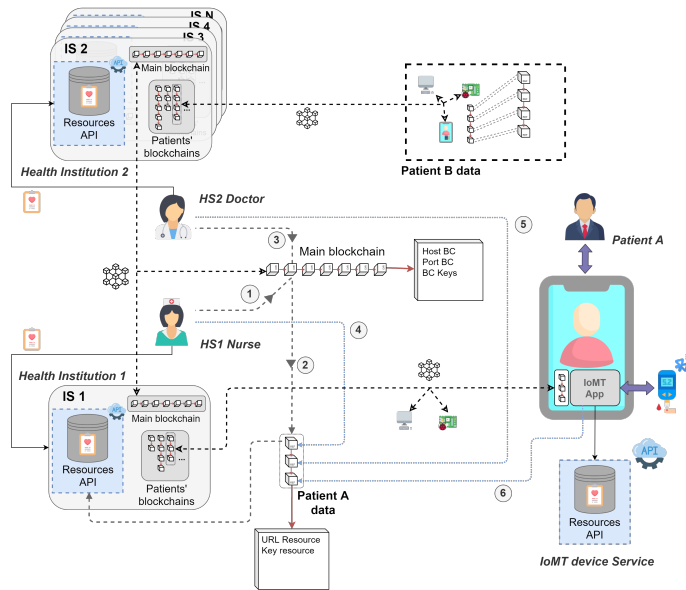 IS N
IS 4
IS 3
IS 2
API
Main blockchain
Resources
API
...
Patients'
blockchains
Health Institution 2
Patient B data
HS2 Doctor
5
3
Main blockchain
Host BC
Port BC
BC Keys
Patient A
1
4
HS1 Nurse
Health Institution 1
2
IS 1
API
Main blockchain
Resources
API
...
Patients'
blockchains
IoMT
App
5.2
API
6
Patient A
data
Resources
API
URL Resource
Key resource
IoMT device Service